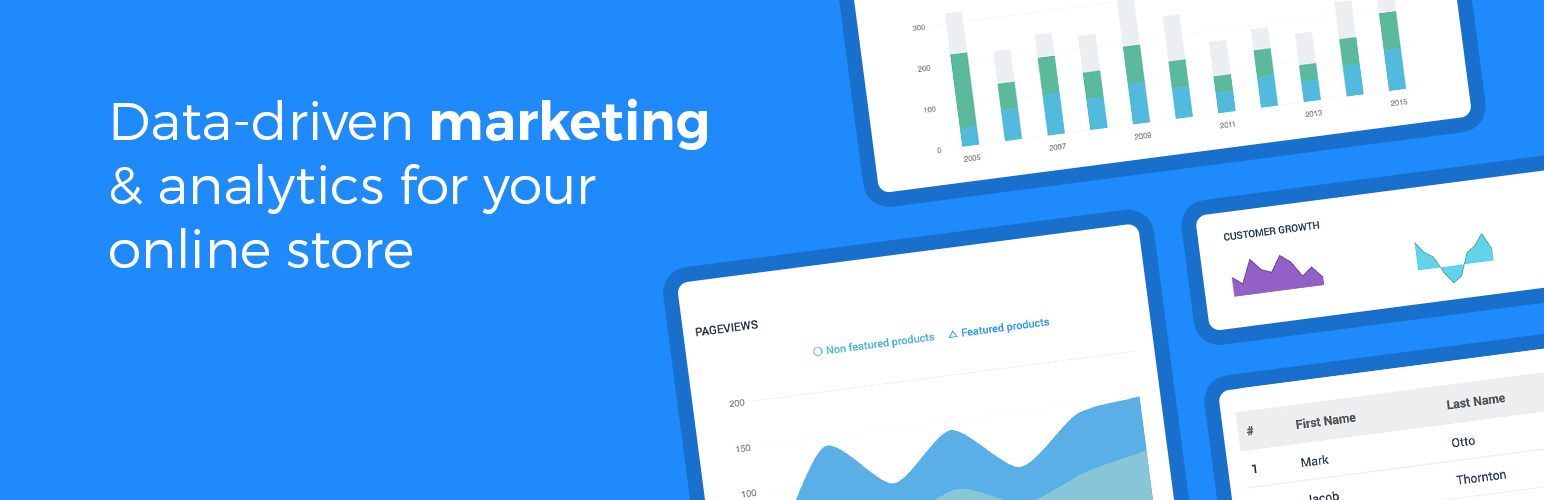 Data-driven marketing
& analytics for your
online store
300
200
100
0
2005
2007
2009
2011
2013
2015
CUSTOMER GROWTH
PAGEVIEWS
Non featured products
Featured products
200
150
100
# First Name Last Name
1 Mark Otto
Jacob Thornton